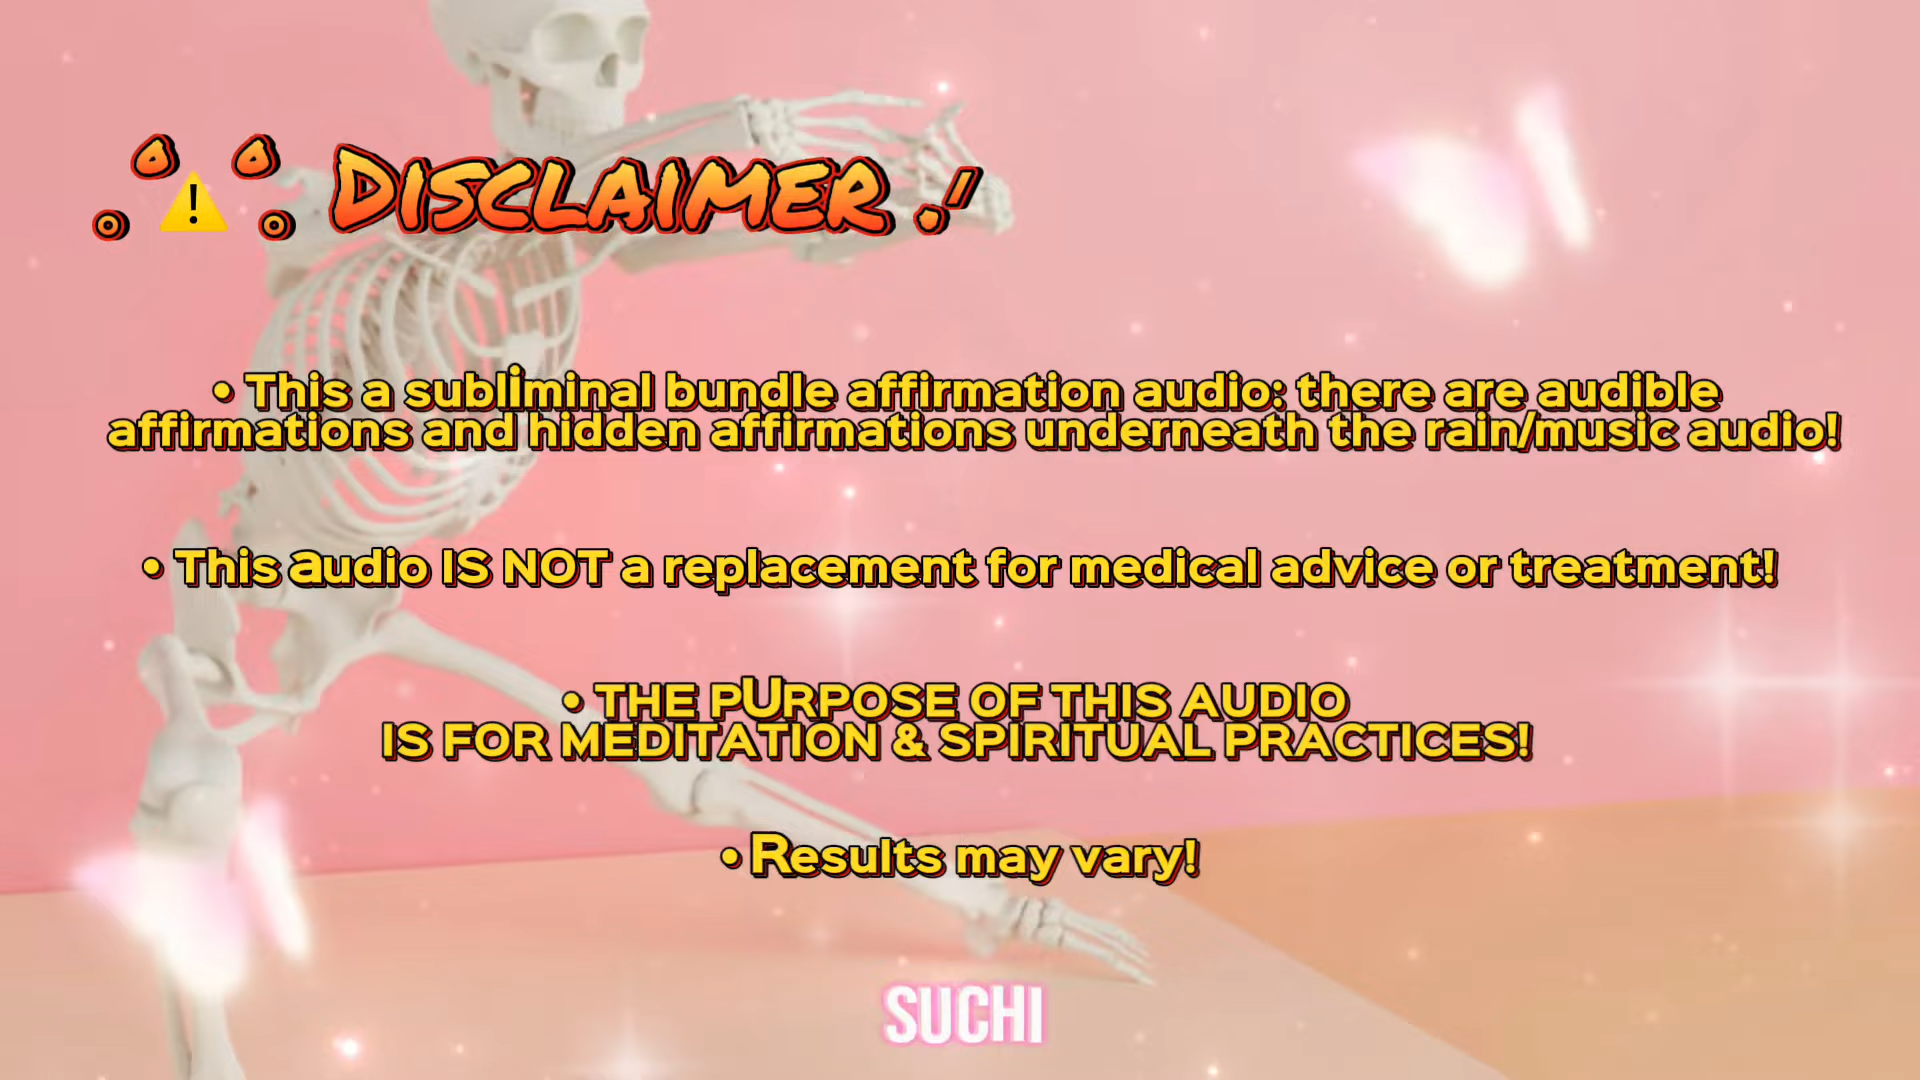 ⚠️ DISCLAIMER !
• This a subliminal bundle affirmation audio: there are audible
affirmations and hidden affirmations underneath the rain/music audio!
• This audio IS NOT a replacement for medical advice or treatment!
• THE PURPOSE OF THIS AUDIO
IS FOR MEDITATION & SPIRITUAL PRACTICES!
• Results may vary!
SUCHI